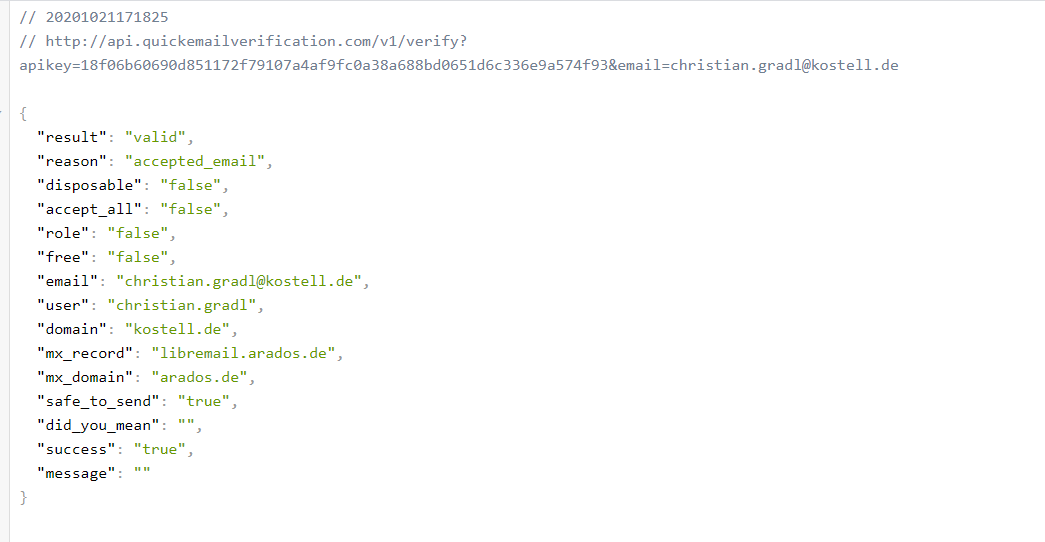 // 20201021171825
// http://api.quickemailverification.com/v1/verify?
apikey=18f06b60690d851172f79107a4af9fc0a38a688bd0651d6c336e9a574f93&email=christian.gradl@kostell.de
{
"result": "valid",
"reason": "accepted_email",
"disposable": "false",
"accept_all": "false",
"role": "false",
"free": "false",
"email": "christian.gradl@kostell.de",
"user": "christian.gradl",
"domain": "kostell.de",
"mx_record": "libremail.arados.de",
"mx_domain": "arados.de",
"safe_to_send": "true",
"did_you_mean": "",
"success": "true",
"message": ""
}